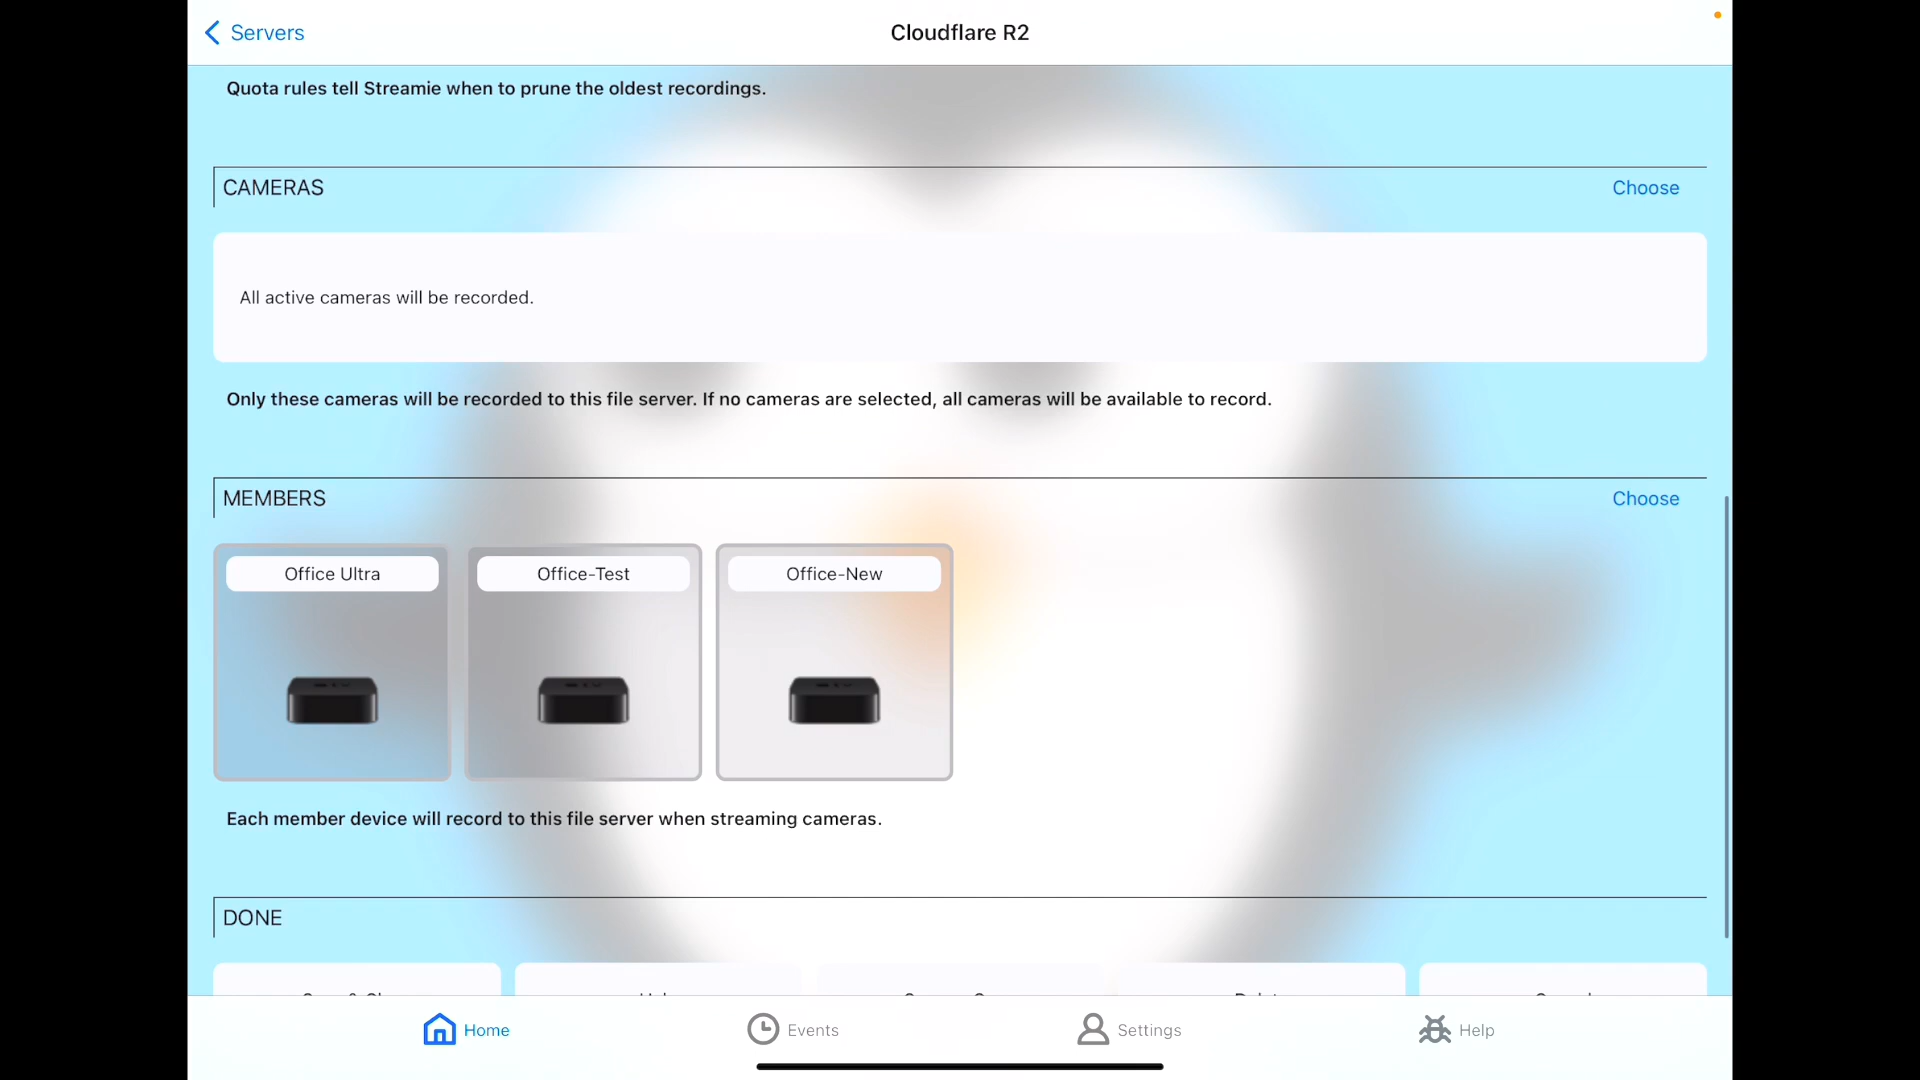 Servers
Cloudflare R2
Quota rules tell Streamie when to prune the oldest recordings.
CAMERAS
Choose
All active cameras will be recorded.
Only these cameras will be recorded to this file server. If no cameras are selected, all cameras will be available to record.
MEMBERS
Choose
Office Ultra
Office-Test
Office-New
Each member device will record to this file server when streaming cameras.
DONE
Home
Events
Settings
Help